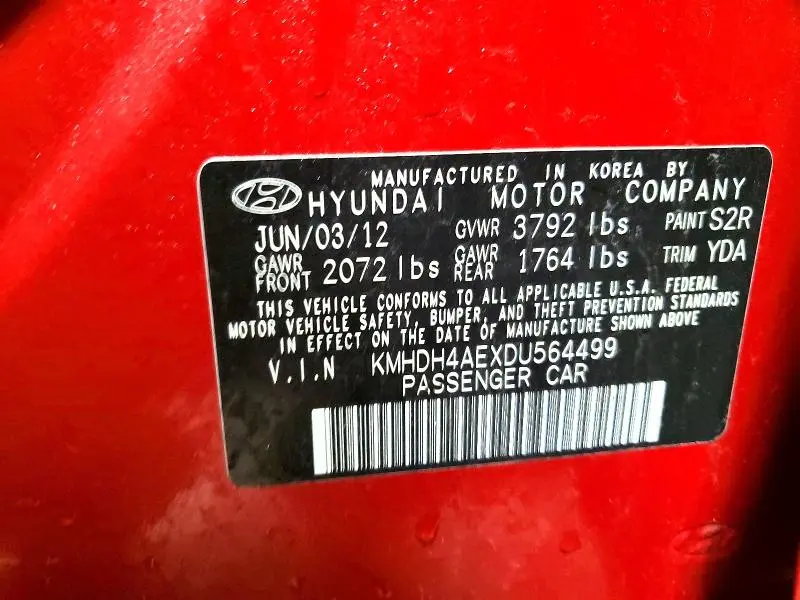 MANUFACTURED IN KOREA BY
HYUNDAI MOTOR COMPANY
JUN/03/12 GVWR 3792 lbs PAINT S2R
GAWR FRONT 2072 lbs GAWR REAR 1764 lbs TRIM YDA
THIS VEHICLE CONFORMS TO ALL APPLICABLE U.S.A. FEDERAL
MOTOR VEHICLE SAFETY, BUMPER, AND THEFT PREVENTION STANDARDS
IN EFFECT ON THE DATE OF MANUFACTURE SHOWN ABOVE
V.I.N KMHDH4AEXDU564499
PASSENGER CAR